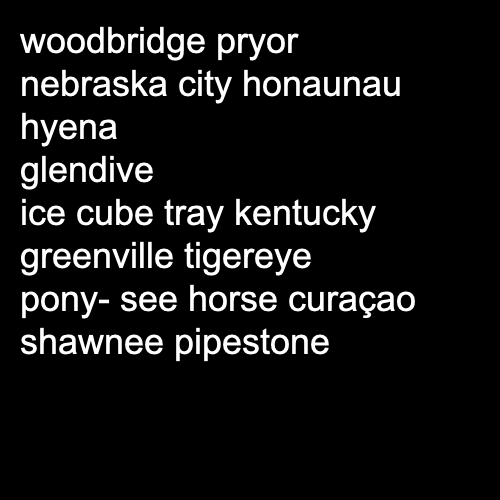 woodbridge pryor
nebraska city honaunau
hyena
glendive
ice cube tray kentucky
greenville tigereye
pony- see horse curaçao
shawnee pipestone